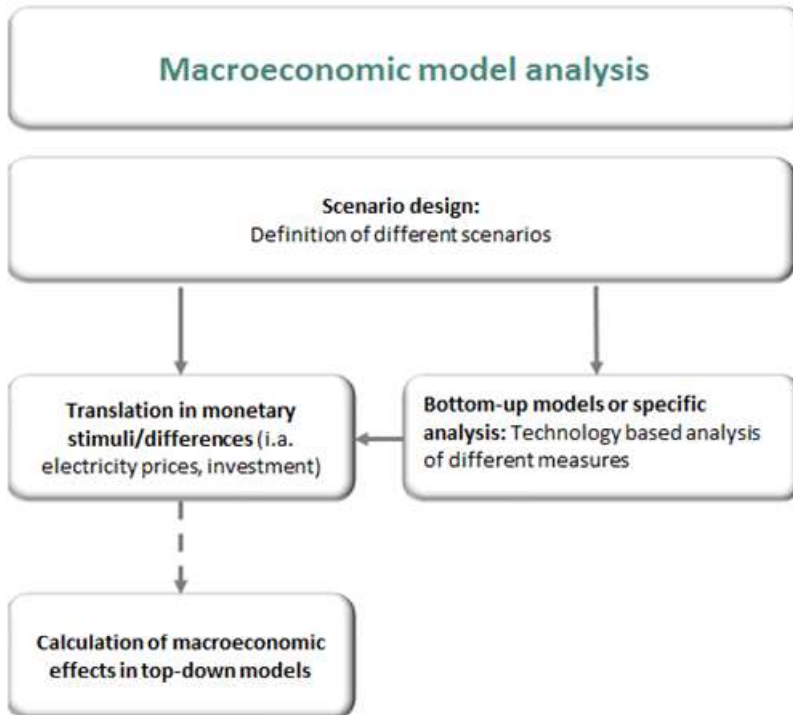 Macroeconomic model analysis
Scenario design:
Definition of different scenarios
Translation in monetary
stimuli/differences (i.a.
electricity prices, investment)
Bottom-up models or specific
analysis: Technology based analysis
of different measures
Calculation of macroeconomic
effects in top-down models